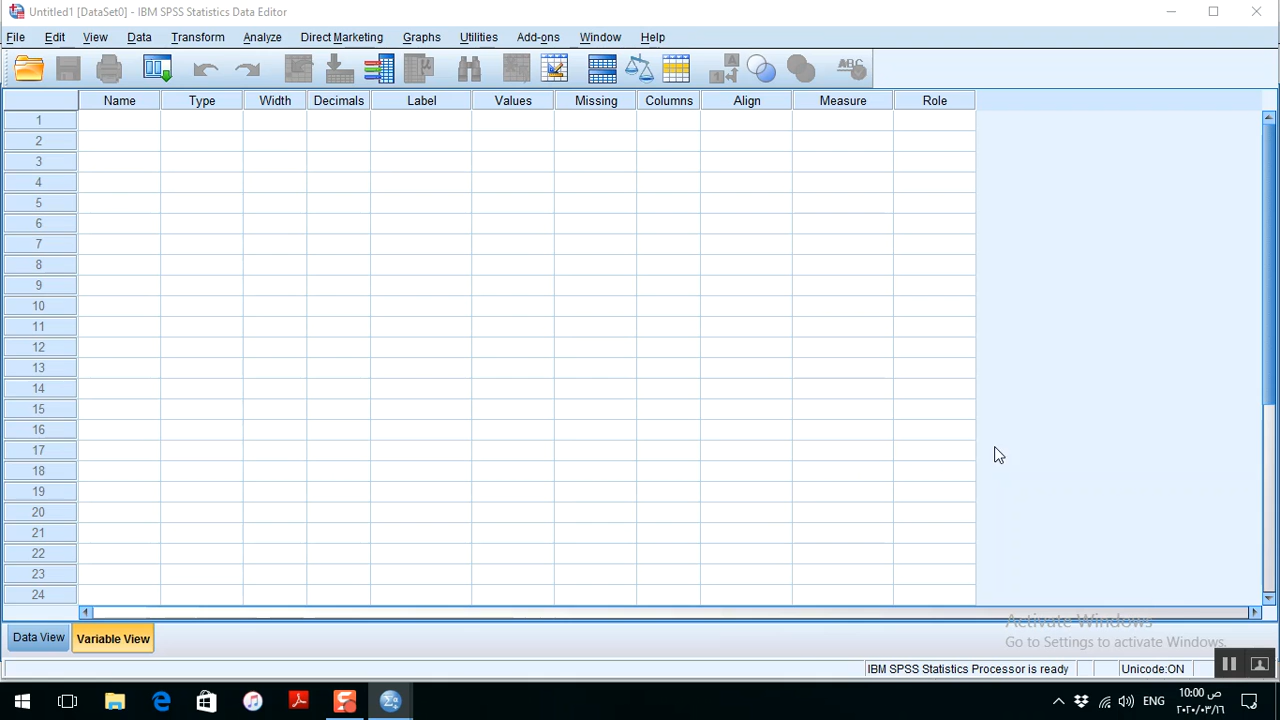 Untitled1 [DataSet0] - IBM SPSS Statistics Data Editor
File Edit View Data Transform Analyze Direct Marketing Graphs Utilities Add-ons Window Help
Name Type Width Decimals Label Values Missing Columns Align Measure Role
1
2
3
4
5
6
7
8
9
10
11
12
13
14
15
16
17
18
19
20
21
22
23
24
Activate Windows
Data View Variable View
Go to Settings to activate Windows.
IBM SPSS Statistics Processor is ready Unicode:ON
ENG
10:00 ص
٢٠٢٠/٠٣/١٦